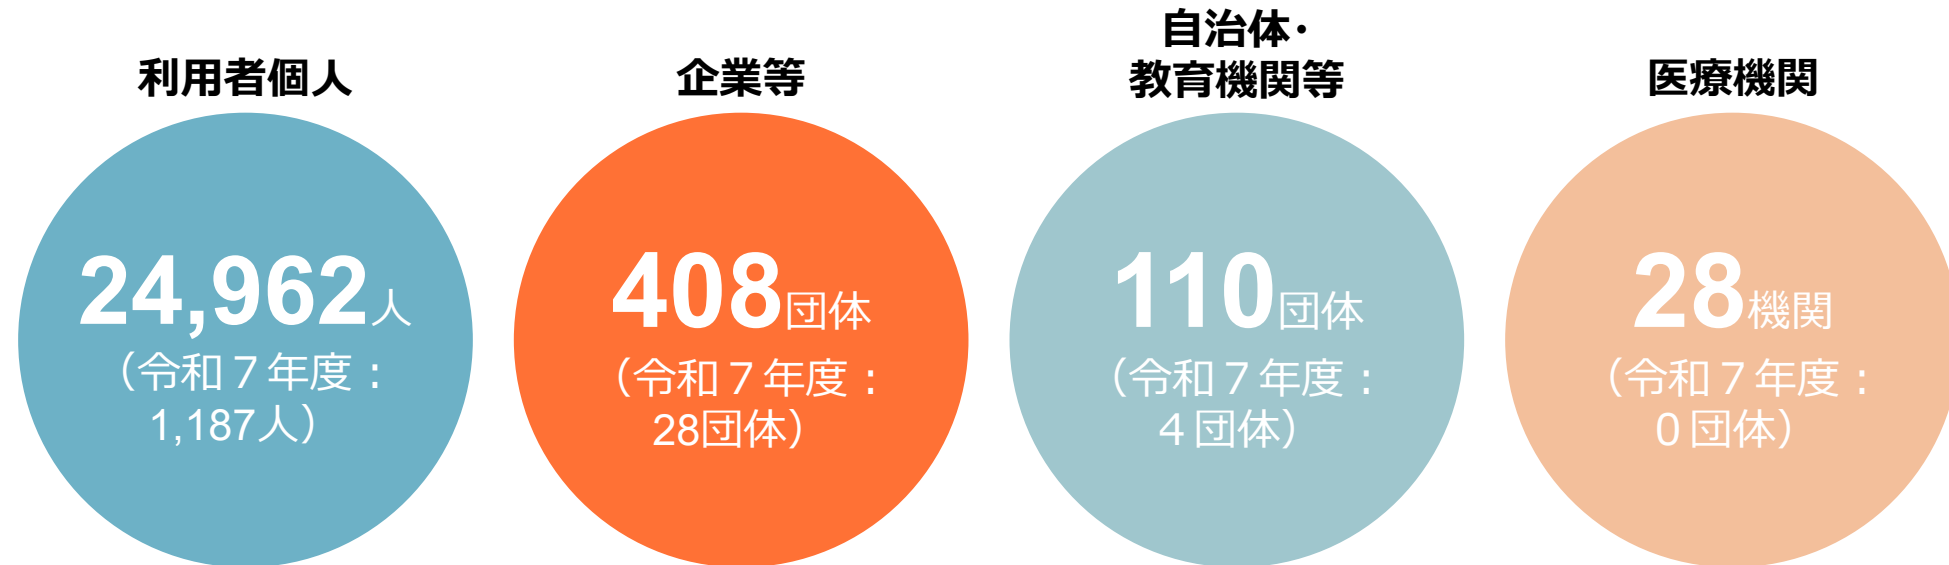 利用者個人
24,962人
（令和７年度：
1,187人）
企業等
408団体
（令和７年度：
28団体）
自治体・
教育機関等
110団体
（令和７年度：
４団体）
医療機関
28機関
（令和７年度：
０団体）